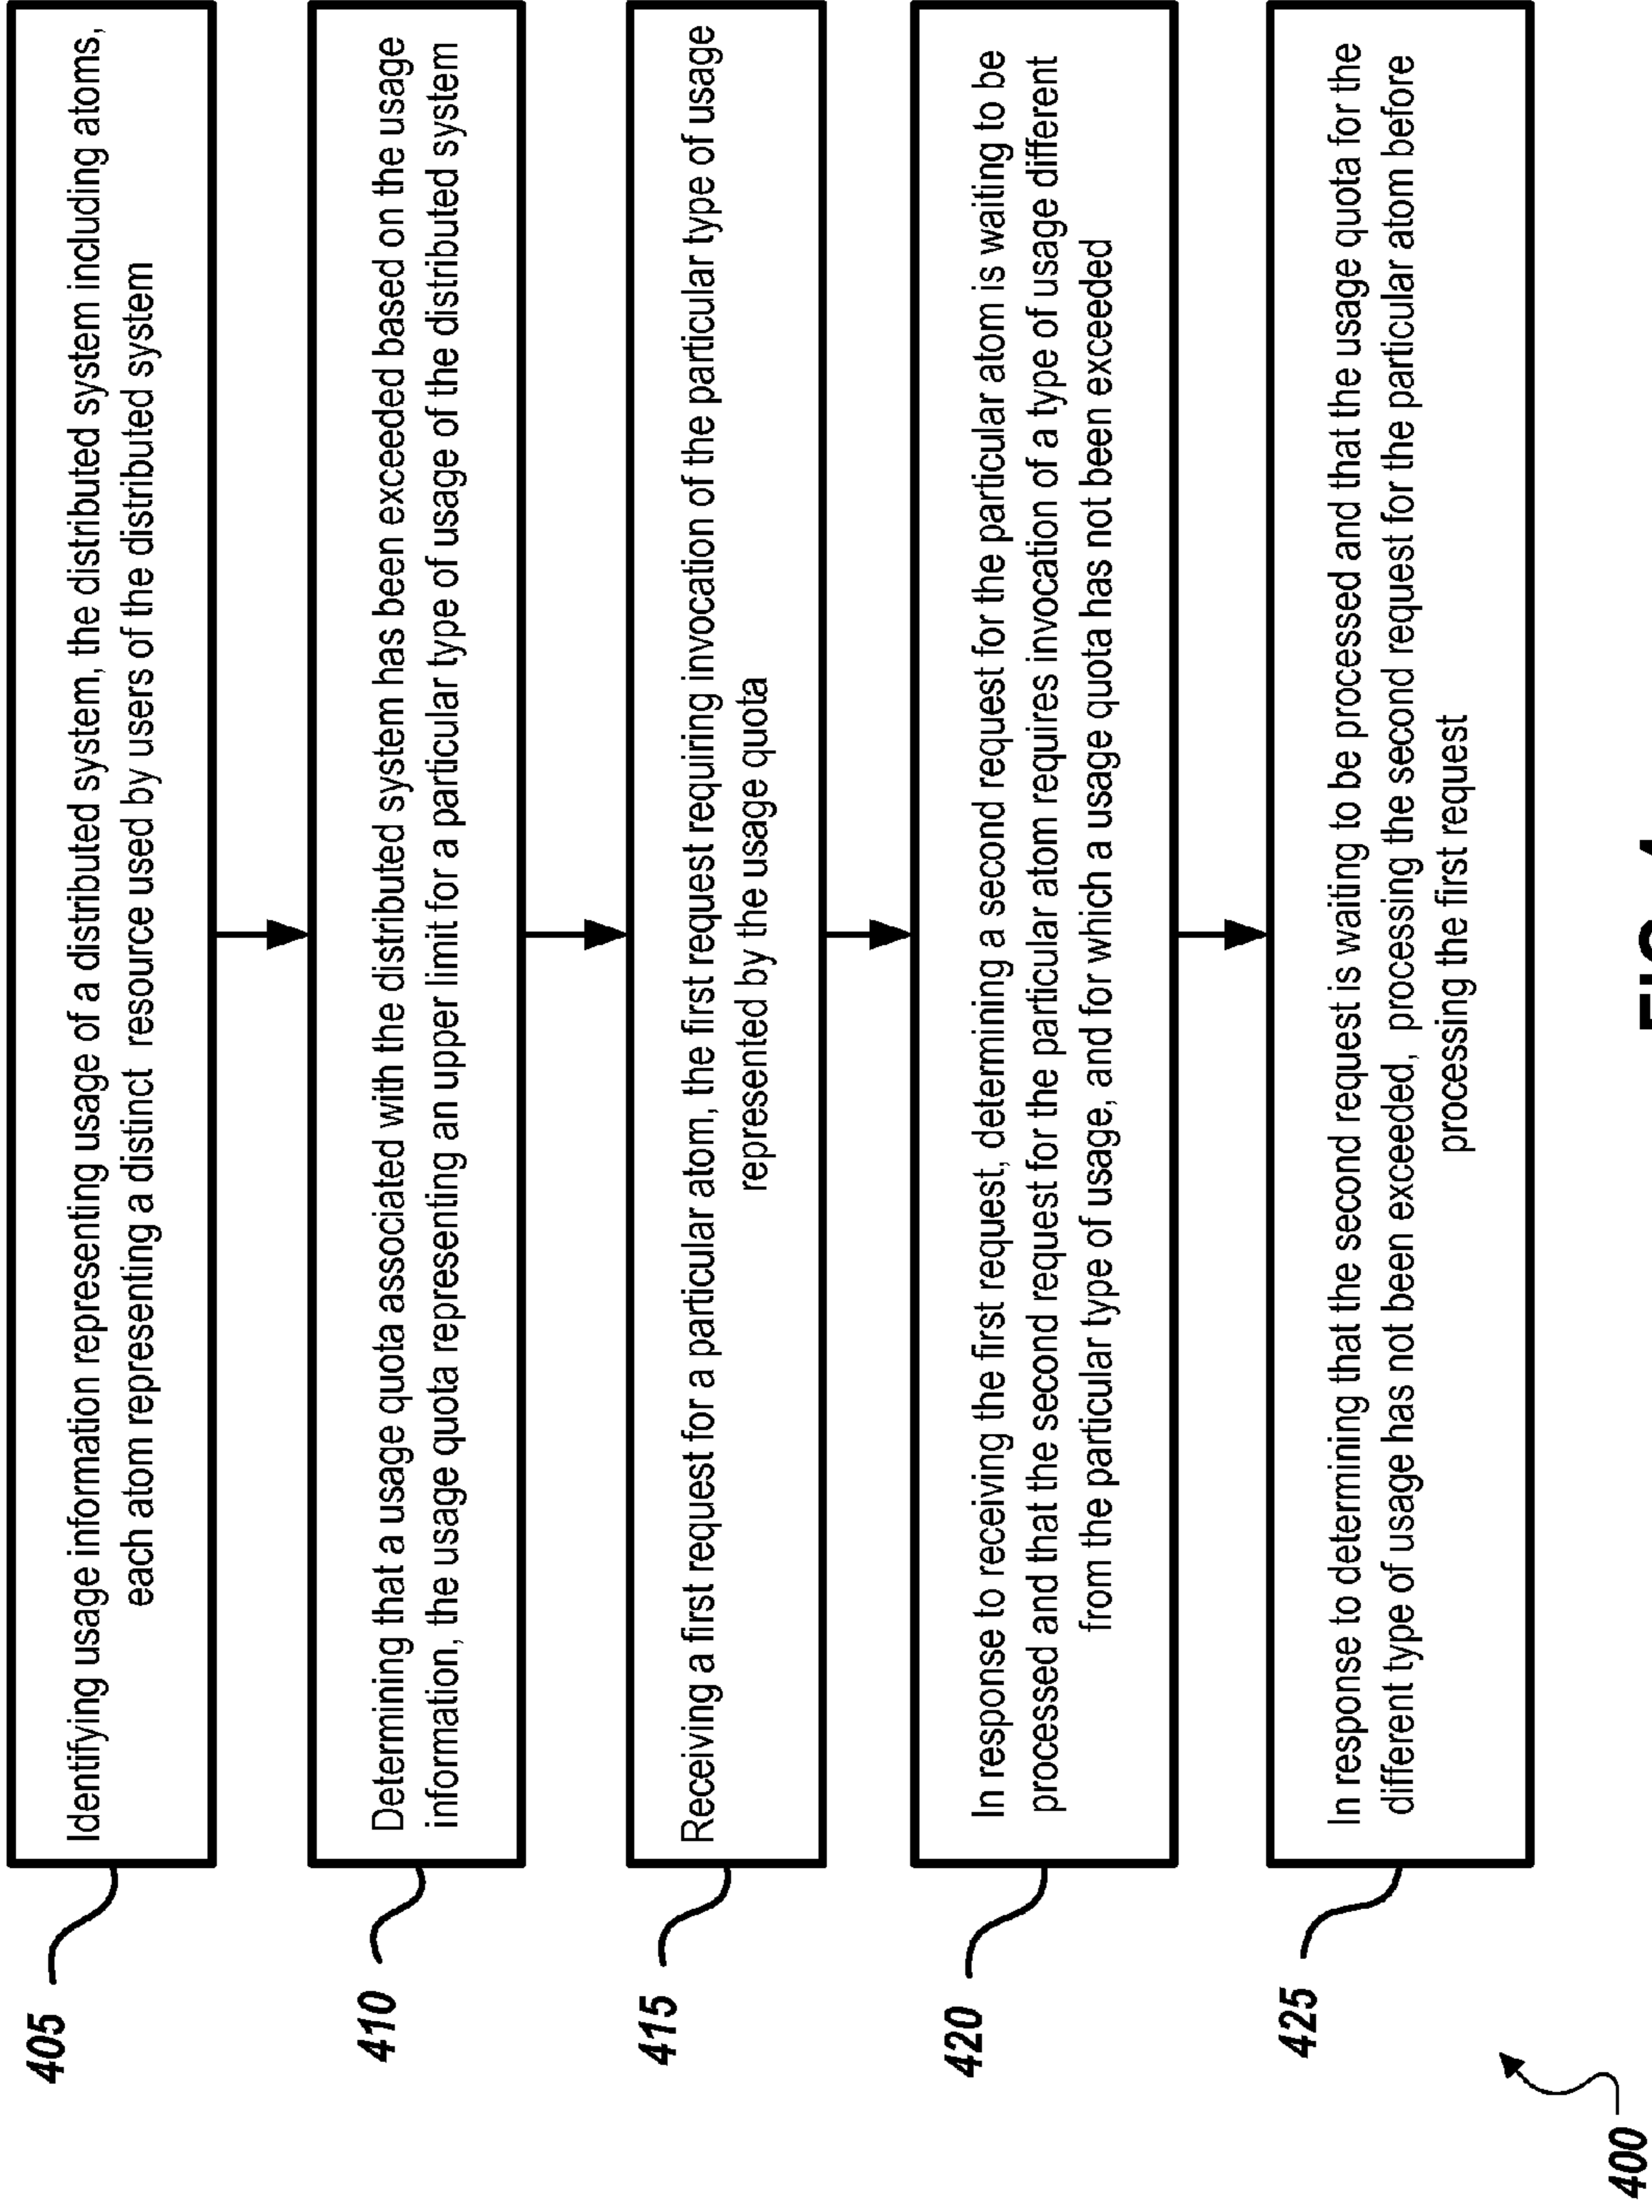 405
Identifying usage information representing usage of a distributed system, the distributed system including atoms,
each atom representing a distinct resource used by users of the distributed system
410
Determining that a usage quota associated with the distributed system has been exceeded based on the usage
information, the usage quota representing an upper limit for a particular type of usage of the distributed system
415
Receiving a first request for a particular atom, the first request requiring invocation of the particular type of usage
represented by the usage quota
420
In response to receiving the first request, determining a second request for the particular atom is waiting to be
processed and that the second request for the particular atom requires invocation of a type of usage different
from the particular type of usage, and for which a usage quota has not been exceeded
425
In response to determining that the second request is waiting to be processed and that the usage quota for the
different type of usage has not been exceeded, processing the second request for the particular atom before
processing the first request
400